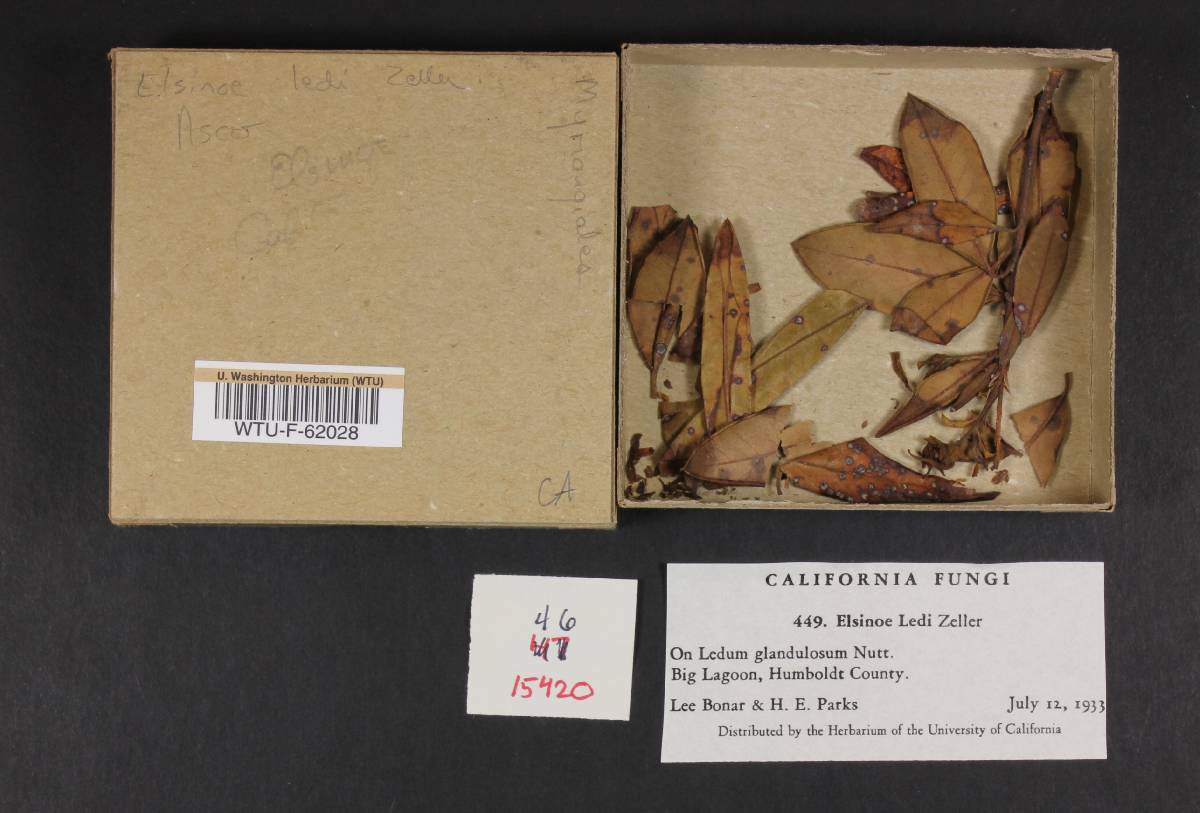 Elsinoe ledi Zeller.
Asco
Elsinoe
Myriangiales
U. Washington Herbarium (WTU)
WTU-F-62028
CA
46
15420
CALIFORNIA FUNGI
449. Elsinoe Ledi Zeller
On Ledum glandulosum Nutt.
Big Lagoon, Humboldt County.
Lee Bonar & H. E. Parks July 12, 1933
Distributed by the Herbarium of the University of California